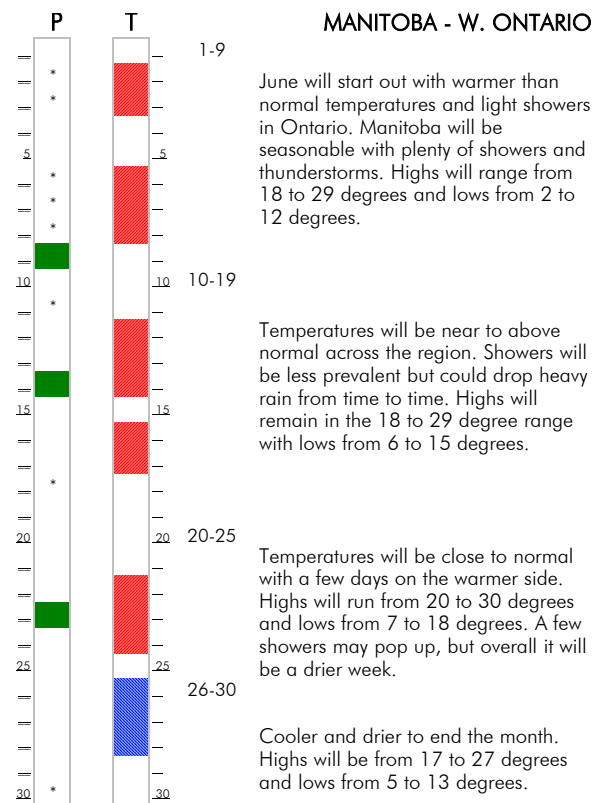 P T MANITOBA - W. ONTARIO
1-9
June will start out with warmer than
normal temperatures and light showers
in Ontario. Manitoba will be
seasonable with plenty of showers and
thunderstorms. Highs will range from
18 to 29 degrees and lows from 2 to
12 degrees.
5 5
10 10
10-19
Temperatures will be near to above
normal across the region. Showers will
be less prevalent but could drop heavy
rain from time to time. Highs will
remain in the 18 to 29 degree range
with lows from 6 to 15 degrees.
15 15
20 20
20-25
Temperatures will be close to normal
with a few days on the warmer side.
Highs will run from 20 to 30 degrees
and lows from 7 to 18 degrees. A few
showers may pop up, but overall it will
be a drier week.
25 25
26-30
Cooler and drier to end the month.
Highs will be from 17 to 27 degrees
and lows from 5 to 13 degrees.
30 30